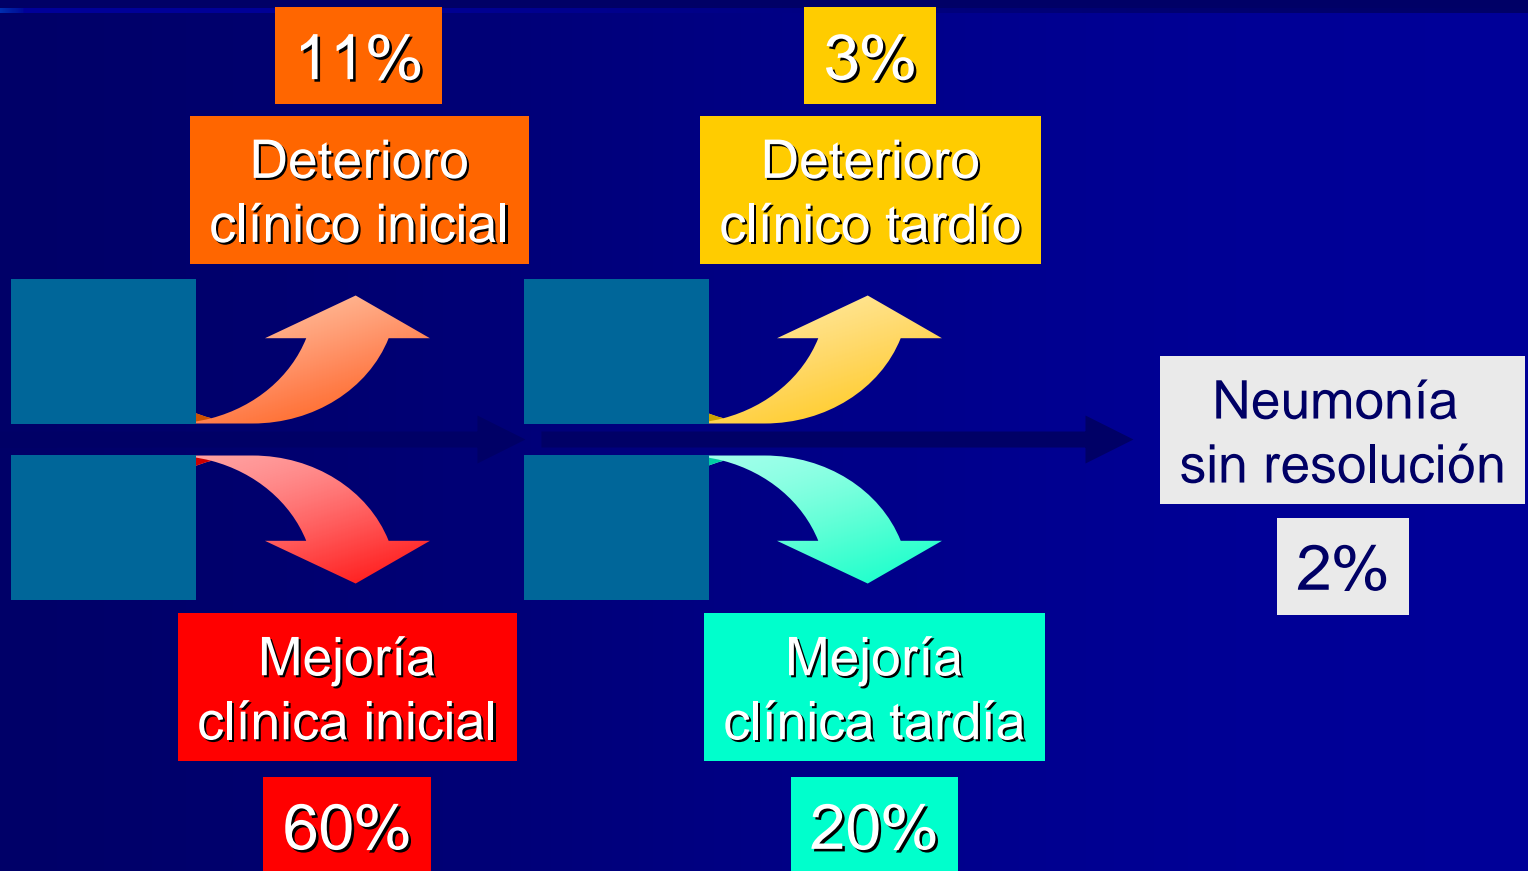 11%
Deterioro
clínico inicial
3%
Deterioro
clínico tardío
Neumonía
sin resolución
2%
Mejoría
clínica inicial
60%
Mejoría
clínica tardía
20%